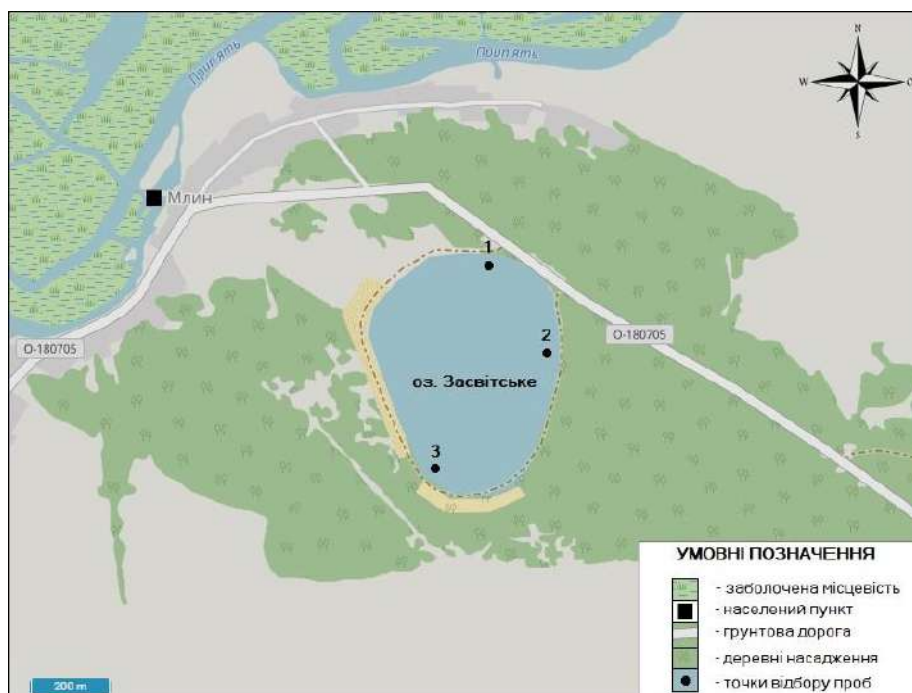 Прип'ять
Прип'ять
N
W
O
S
Млин
1
О-180705
О-180705
2
оз. Засвітське
3
УМОВНІ ПОЗНАЧЕННЯ
- заболочена місцевість
- населений пункт
- грунтова дорога
- деревні насадження
- точки відбору проб
200 m